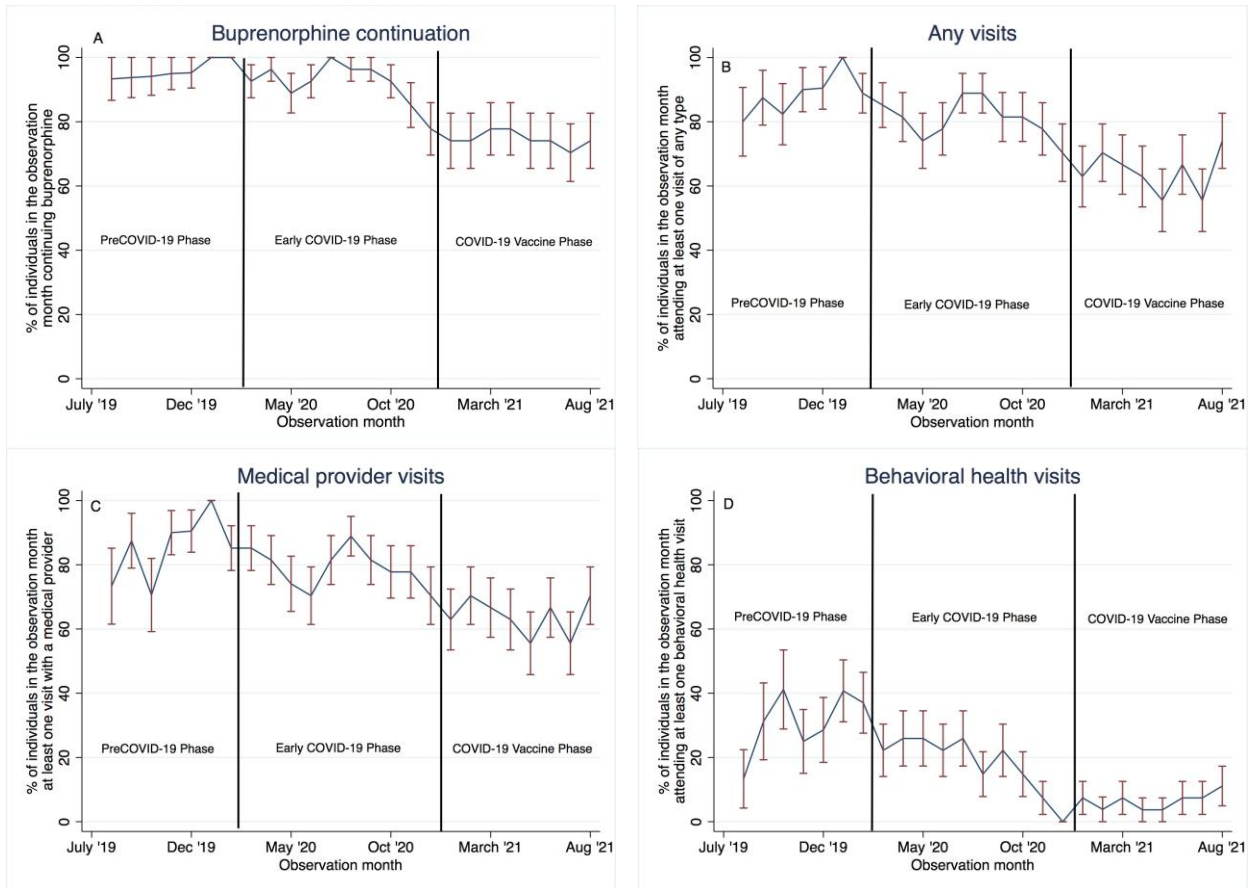 A
Buprenorphine continuation
% of individuals in the observation
month continuing buprenorphine
100
80
60
40
20
0
PreCOVID-19 Phase
Early COVID-19 Phase
COVID-19 Vaccine Phase
July '19
Dec '19
May '20
Oct '20
March '21
Aug '21
Observation month
B
Any visits
% of individuals in the observation month
attending at least one visit of any type
100
80
60
40
20
0
PreCOVID-19 Phase
Early COVID-19 Phase
COVID-19 Vaccine Phase
July '19
Dec '19
May '20
Oct '20
March '21
Aug '21
Observation month
C
Medical provider visits
% of individuals in the observation month
at least one visit with a medical provider
100
80
60
40
20
0
PreCOVID-19 Phase
Early COVID-19 Phase
COVID-19 Vaccine Phase
July '19
Dec '19
May '20
Oct '20
March '21
Aug '21
Observation month
D
Behavioral health visits
% of individuals in the observation month
attending at least one behavioral health visit
100
80
60
40
20
0
PreCOVID-19 Phase
Early COVID-19 Phase
COVID-19 Vaccine Phase
July '19
Dec '19
May '20
Oct '20
March '21
Aug '21
Observation month